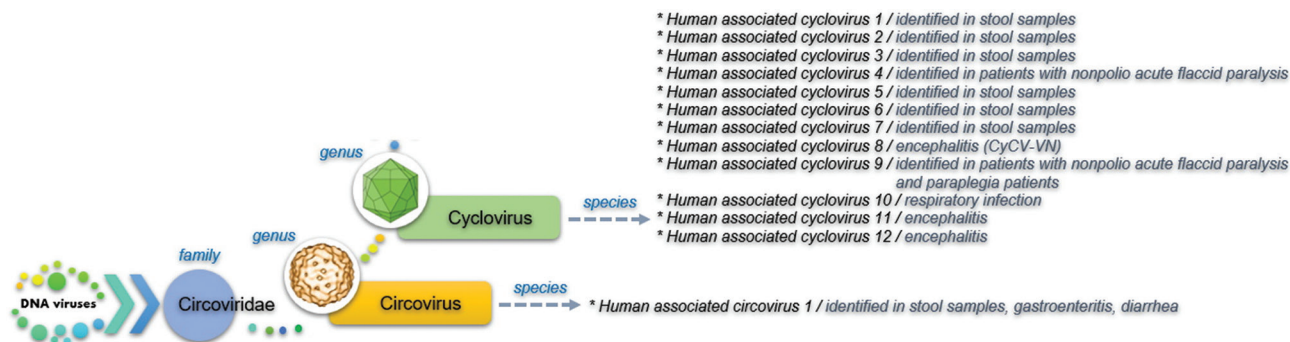 * Human associated cyclovirus 1 / identified in stool samples
* Human associated cyclovirus 2 / identified in stool samples
* Human associated cyclovirus 3 / identified in stool samples
* Human associated cyclovirus 4 / identified in patients with nonpolio acute flaccid paralysis
* Human associated cyclovirus 5 / identified in stool samples
* Human associated cyclovirus 6 / identified in stool samples
* Human associated cyclovirus 7 / identified in stool samples
* Human associated cyclovirus 8 / encephalitis (CyCV-VN)
* Human associated cyclovirus 9 / identified in patients with nonpolio acute flaccid paralysis
and paraplegia patients
* Human associated cyclovirus 10 / respiratory infection
* Human associated cyclovirus 11 / encephalitis
* Human associated cyclovirus 12 / encephalitis
genus
Cyclovirus
species
genus
family
DNA viruses
Circoviridae
Circovirus
species
* Human associated circovirus 1 / identified in stool samples, gastroenteritis, diarrhea